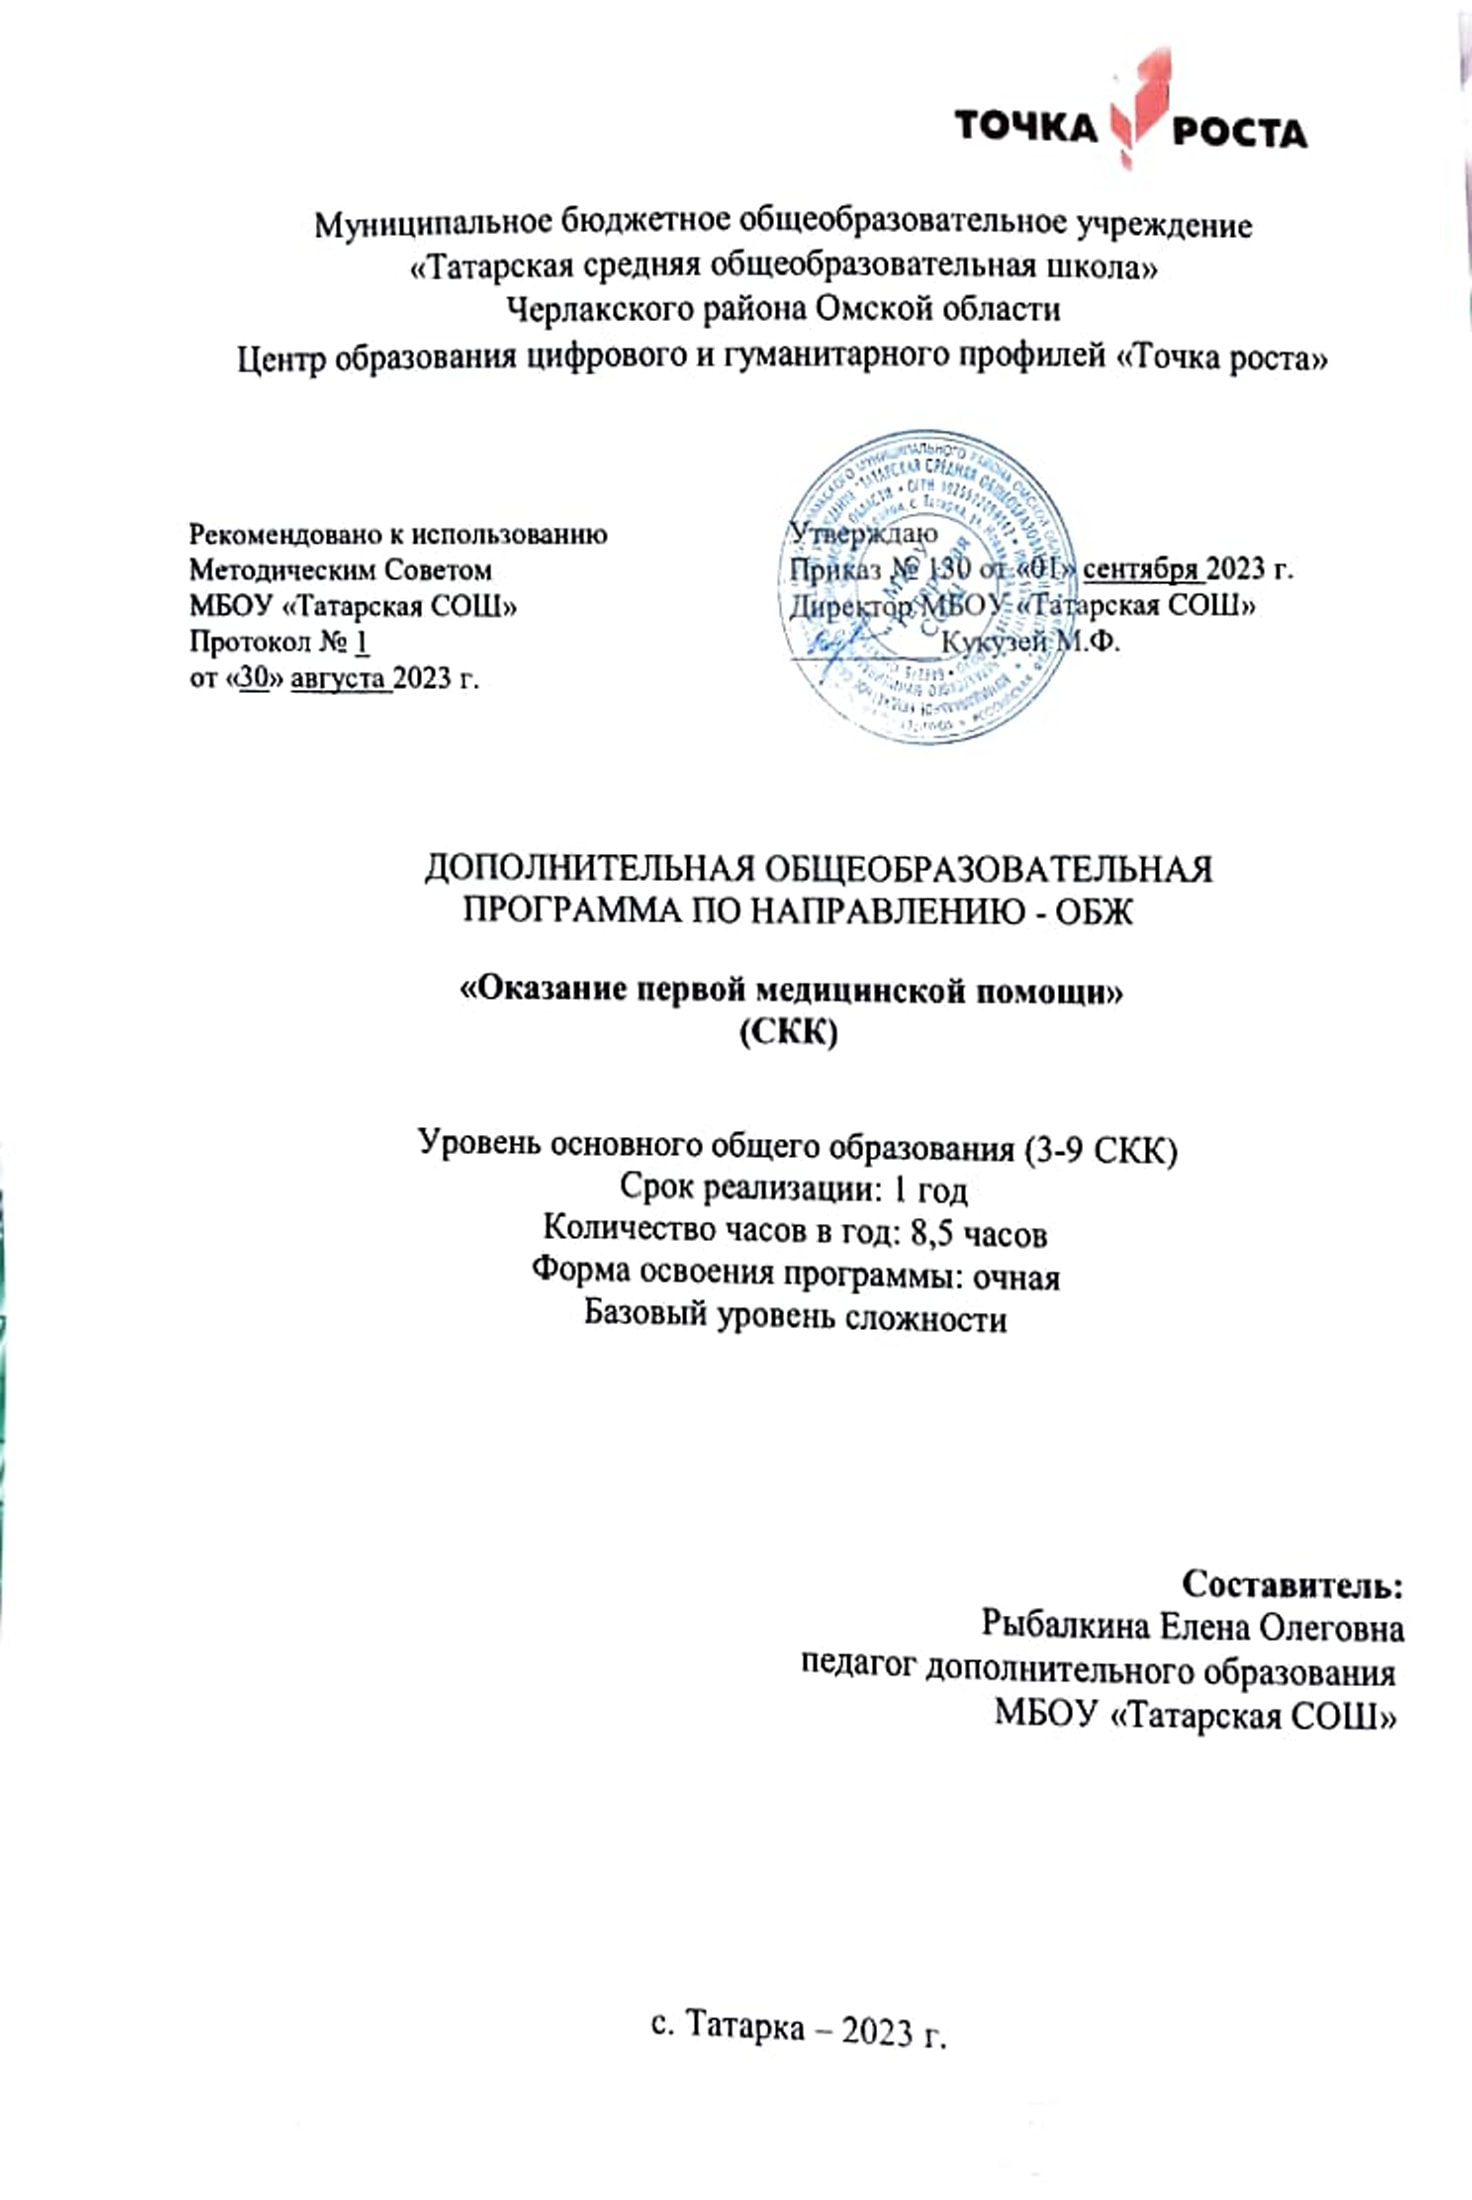 ТОЧКА РОСТА
Муниципальное бюджетное общеобразовательное учреждение
«Татарская средняя общеобразовательная школа»
Черлакского района Омской области
Центр образования цифрового и гуманитарного профилей «Точка роста»
Рекомендовано к использованию
Методическим Советом
МБОУ «Татарская СОШ»
Протокол № 1
от «30» августа 2023 г.
Утверждаю
Приказ № 130 от «01» сентября 2023 г.
Директор МБОУ «Татарская СОШ»
Кукузей М.Ф.
МБОУ
Татарская
СОШ
ДОПОЛНИТЕЛЬНАЯ ОБЩЕОБРАЗОВАТЕЛЬНАЯ
ПРОГРАММА ПО НАПРАВЛЕНИЮ - ОБЖ
«Оказание первой медицинской помощи»
(СКК)
Уровень основного общего образования (3-9 СКК)
Срок реализации: 1 год
Количество часов в год: 8,5 часов
Форма освоения программы: очная
Базовый уровень сложности
Составитель:
Рыбалкина Елена Олеговна
педагог дополнительного образования
МБОУ «Татарская СОШ»
с. Татарка – 2023 г.